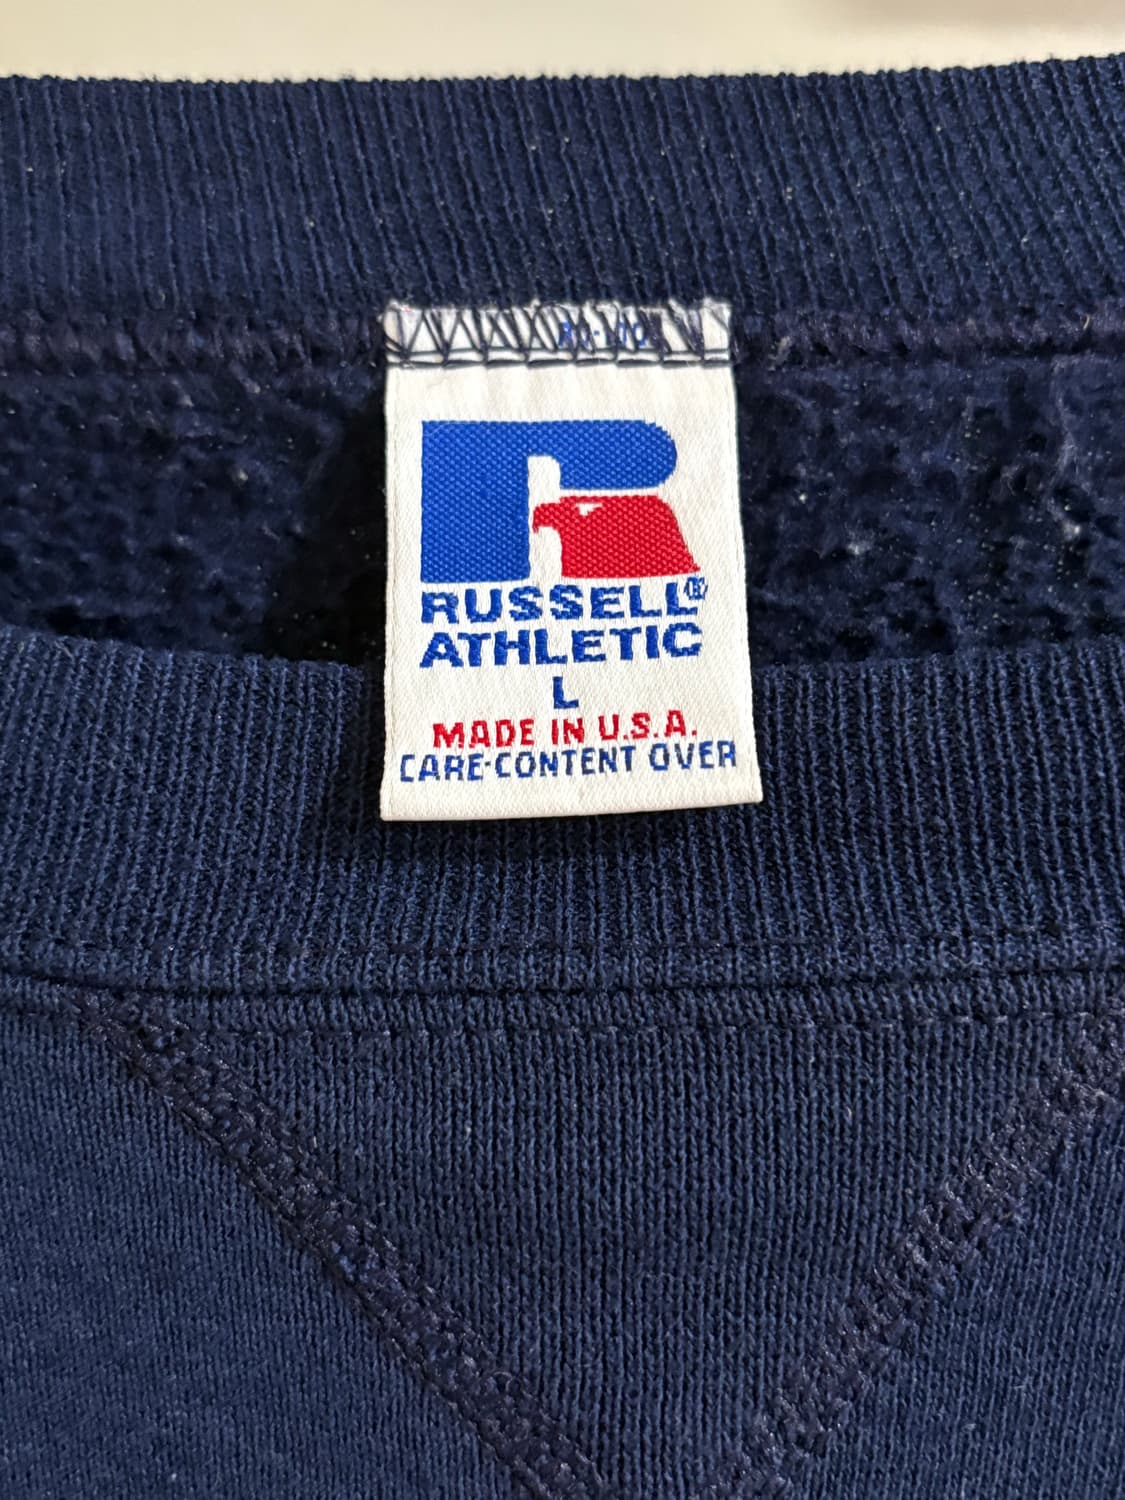 RUSSELL®
ATHLETIC
L
MADE IN U.S.A.
CARE-CONTENT OVER